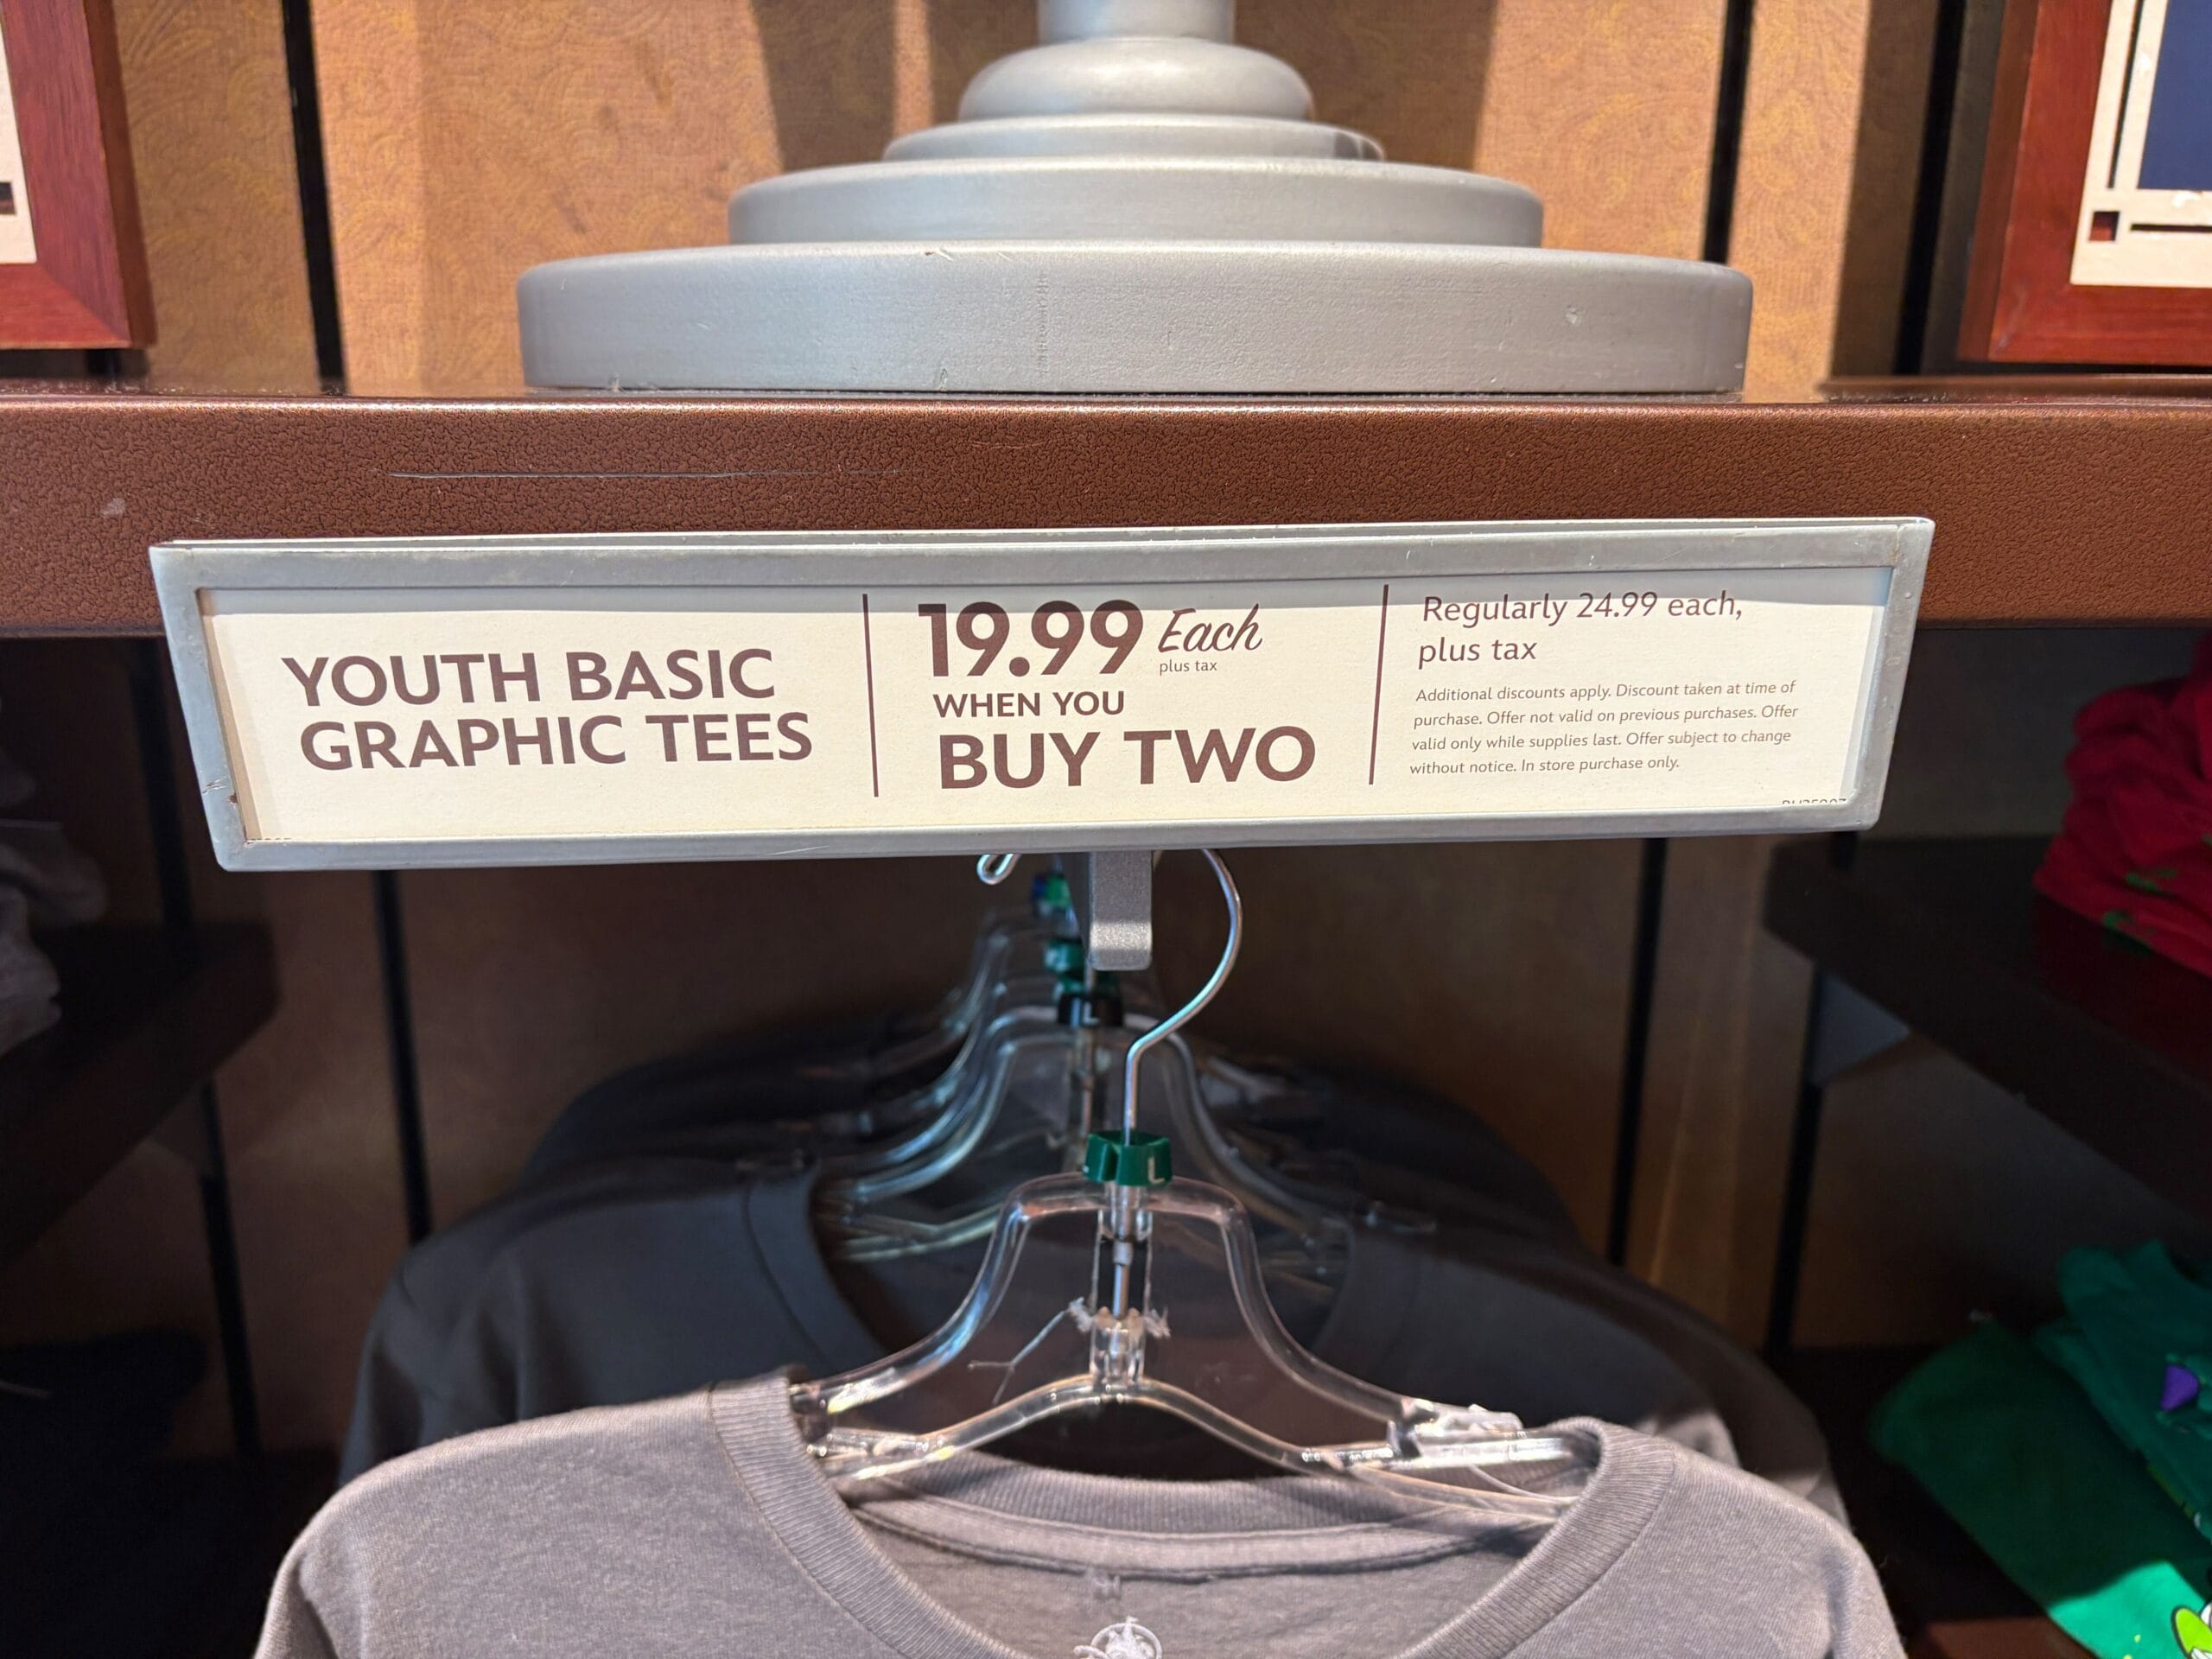 YOUTH BASIC
GRAPHIC TEES
19.99 Each
plus tax
WHEN YOU
BUY TWO
Regularly 24.99 each,
plus tax
Additional discounts apply. Discount taken at time of
purchase. Offer not valid on previous purchases. Offer
valid only while supplies last. Offer subject to change
without notice. In store purchase only.
L
L